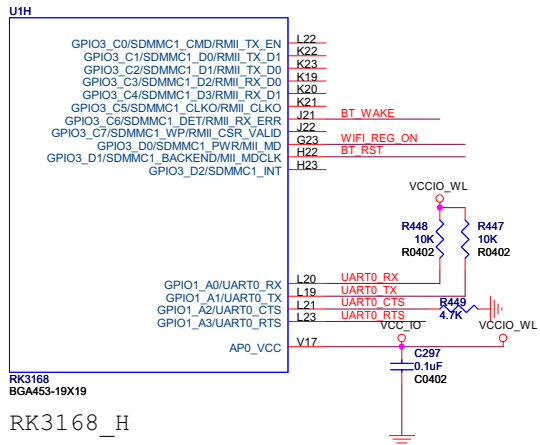 U1H
GPIO3_C0/SDMMC1_CMD/RMII_TX_EN L22
GPIO3_C1/SDMMC1_D0/RMII_TX_D1 K22
GPIO3_C2/SDMMC1_D1/RMII_TX_D0 K23
GPIO3_C3/SDMMC1_D2/RMII_RX_D0 K19
GPIO3_C4/SDMMC1_D3/RMII_RX_D1 K20
GPIO3_C5/SDMMC1_CLKO/RMII_CLKO K21
GPIO3_C6/SDMMC1_DET/RMII_RX_ERR J21 BT_WAKE
GPIO3_C7/SDMMC1_WP/RMII_CSR_VALID J22
GPIO3_D0/SDMMC1_PWR/MII_MD G23 WIFI_REG_ON
GPIO3_D1/SDMMC1_BACKEND/MII_MDCLK H22 BT_RST
GPIO3_D2/SDMMC1_INT H23
VCCIO_WL
R448 R447
10K 10K
R0402 R0402
GPIO1_A0/UART0_RX L20 UART0_RX
GPIO1_A1/UART0_TX L19 UART0_TX
GPIO1_A2/UART0_CTS L21 UART0_CTS R449
GPIO1_A3/UART0_RTS L23 UART0_RTS 4.7K
VCC_IO VCCIO_WL
AP0_VCC V17
C297
0.1uF
C0402
RK3168
BGA453-19X19
RK3168_H